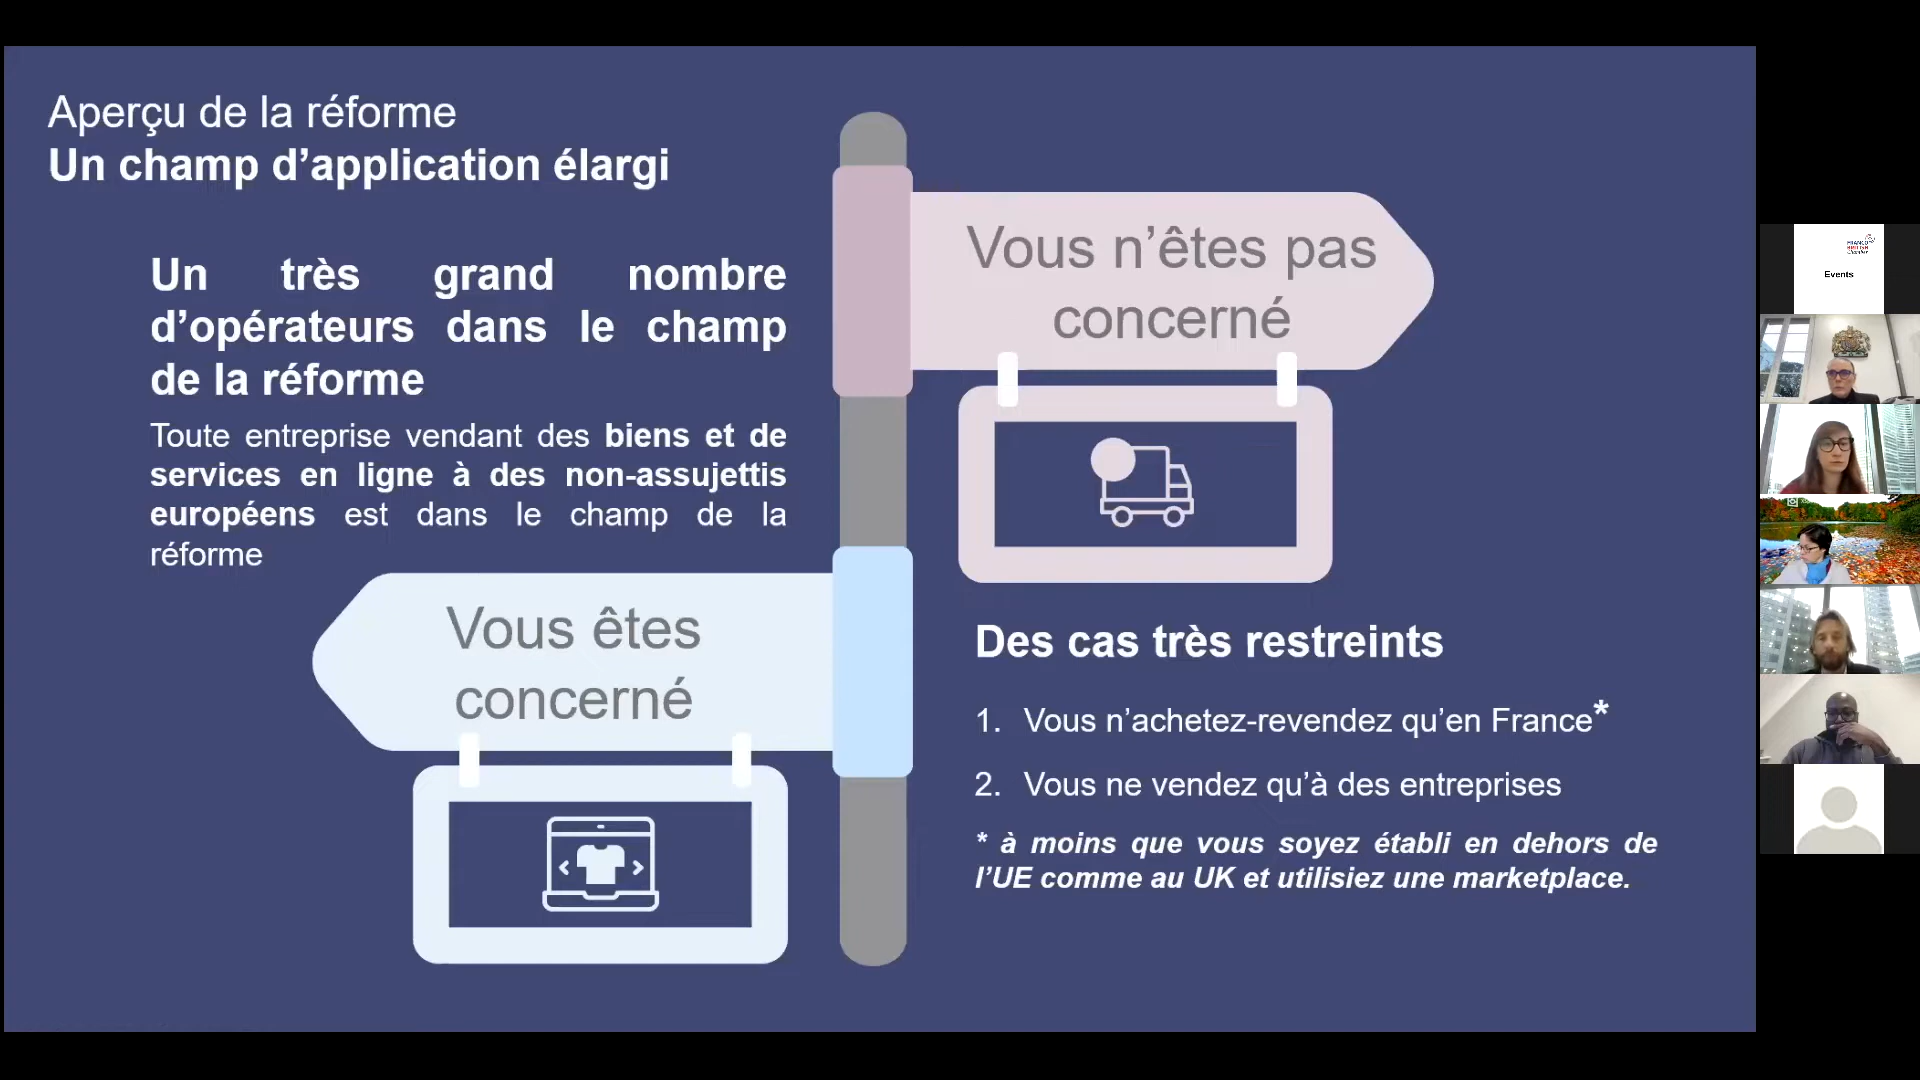 Aperçu de la réforme
Un champ d’application élargi
Un très grand nombre
d’opérateurs dans le champ
de la réforme
Toute entreprise vendant des biens et de
services en ligne à des non-assujettis
européens est dans le champ de la
réforme
Vous êtes
concerné
Vous n’êtes pas
concerné
Des cas très restreints
1. Vous n’achetez-revendez qu’en France*
2. Vous ne vendez qu’à des entreprises
* à moins que vous soyez établi en dehors de
l’UE comme au UK et utilisiez une marketplace.
FRANCO
BRITISH
Chamber
Events